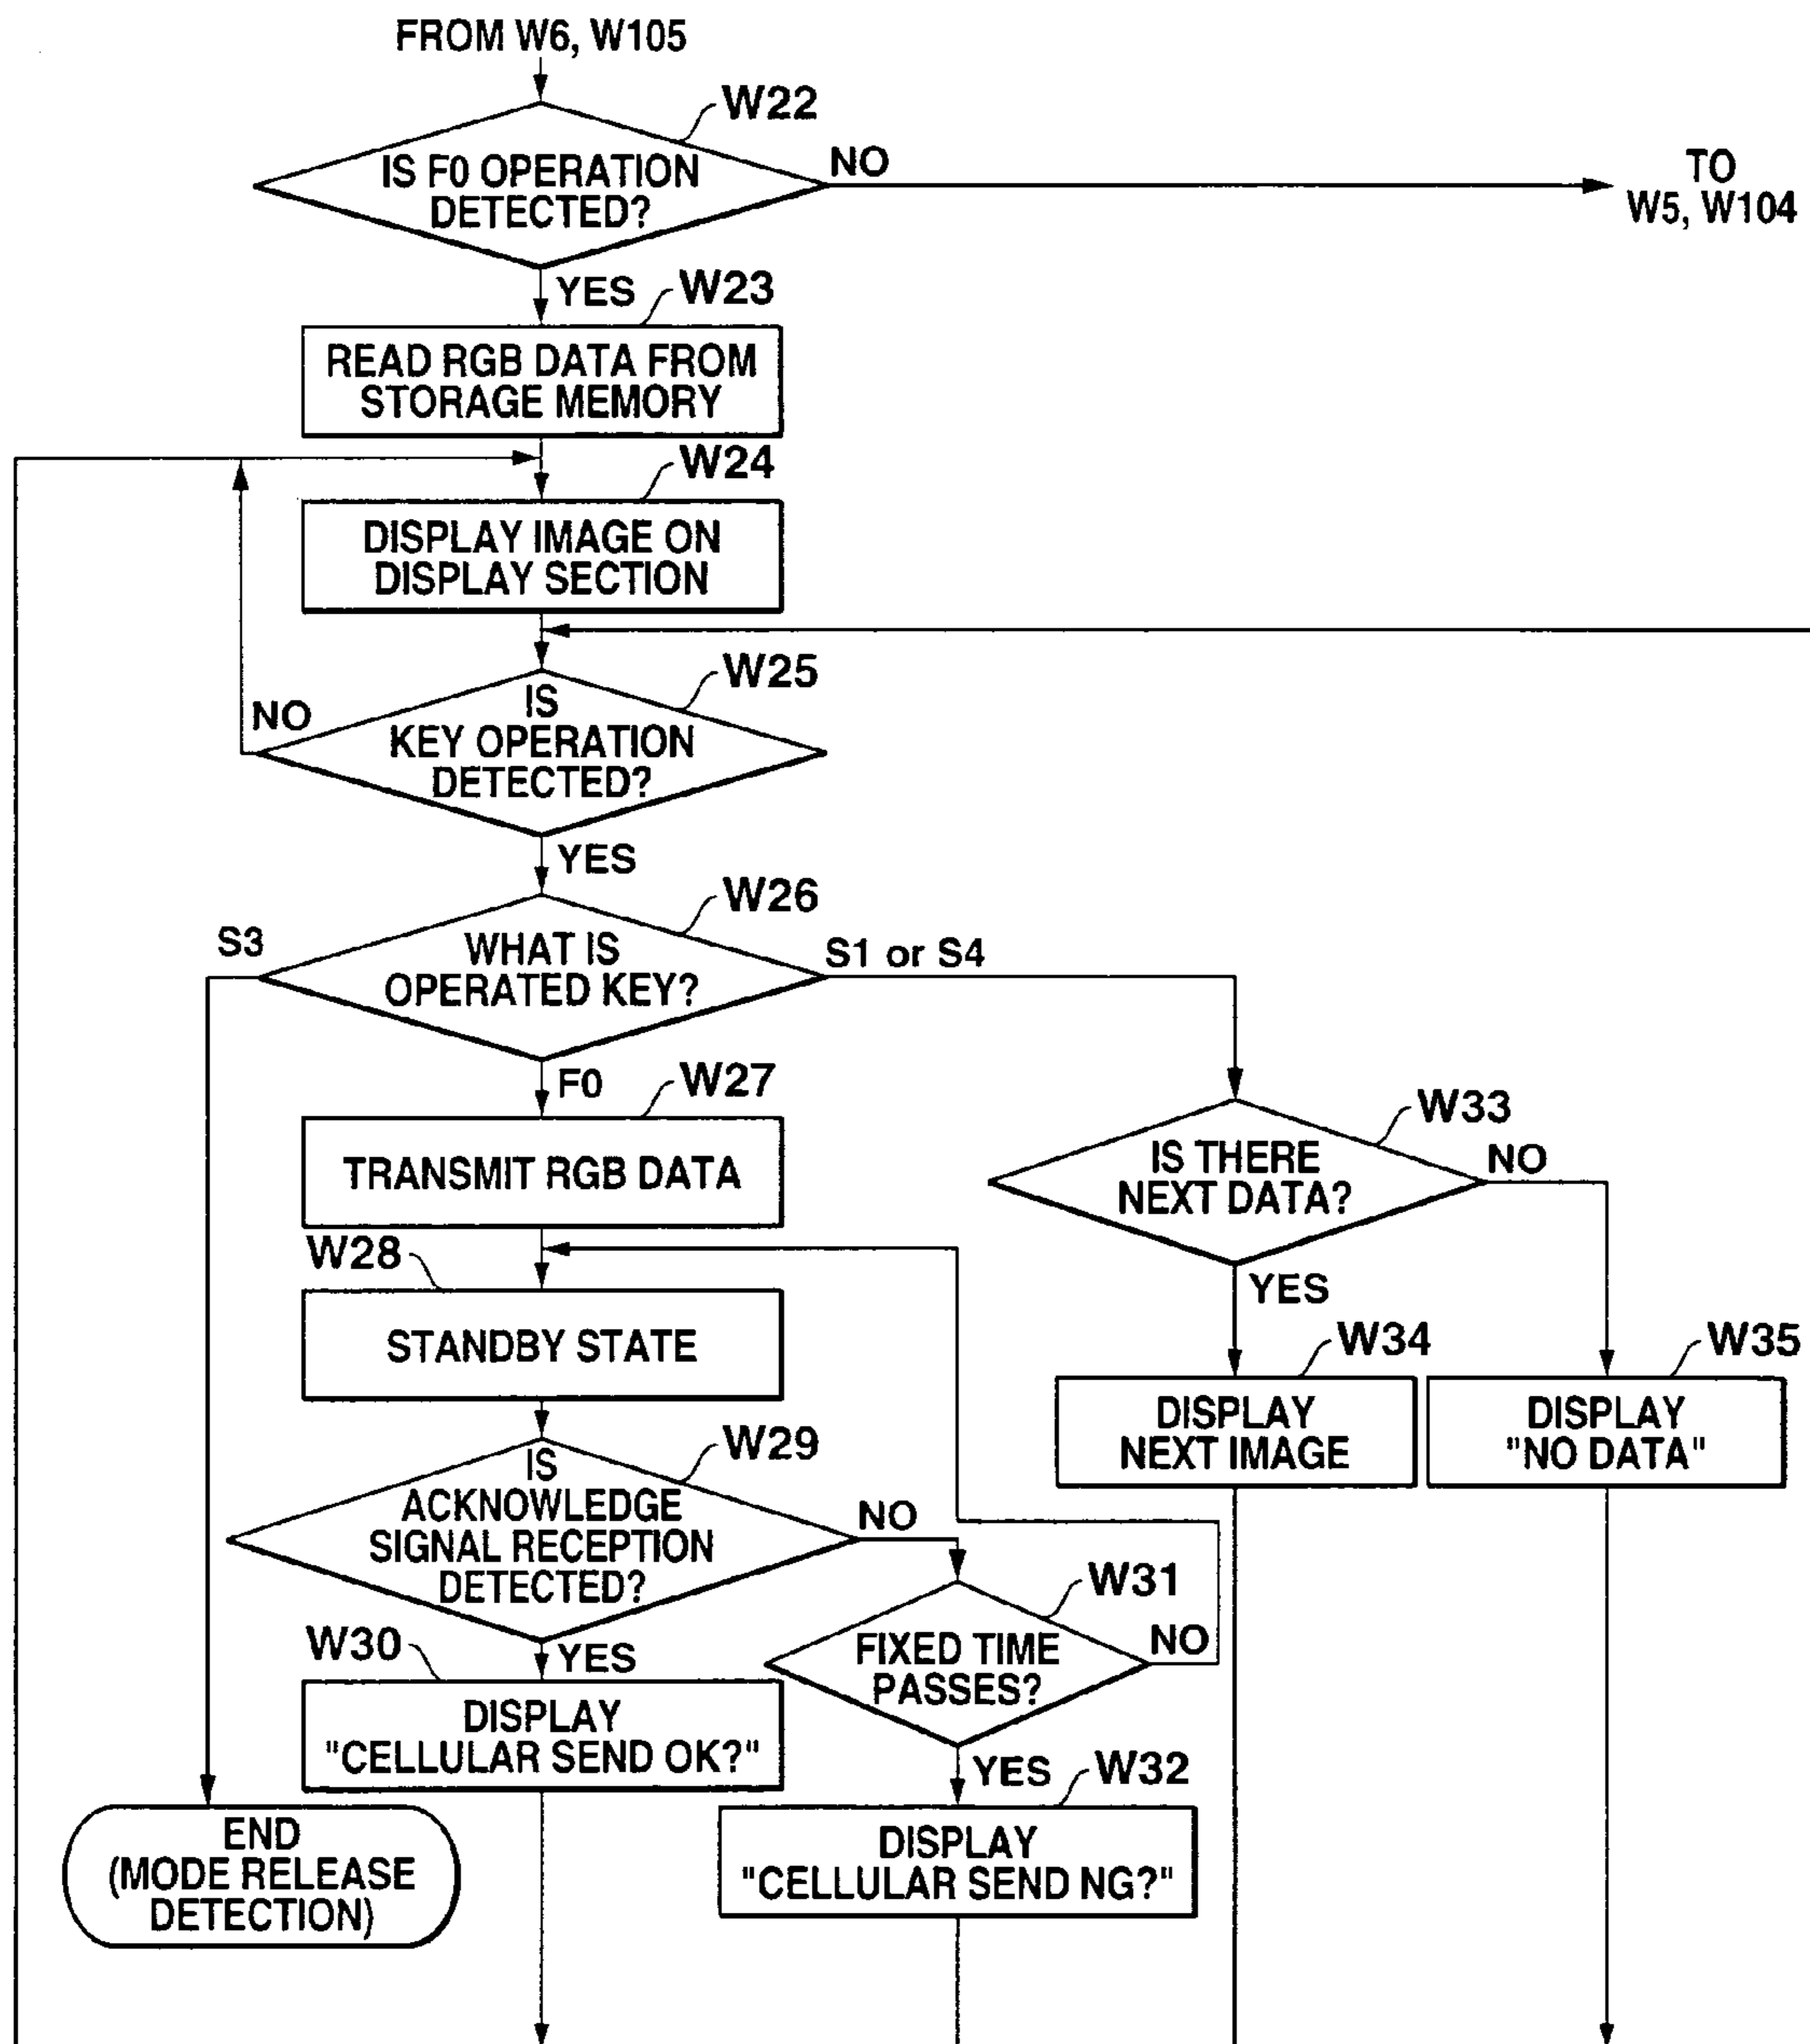 FROM W6, W105
W22
IS F0 OPERATION
DETECTED?
NO
TO
W5, W104
YES
W23
READ RGB DATA FROM
STORAGE MEMORY
W24
DISPLAY IMAGE ON
DISPLAY SECTION
W25
IS
KEY OPERATION
DETECTED?
NO
YES
W26
WHAT IS
OPERATED KEY?
S3
S1 or S4
F0
W27
TRANSMIT RGB DATA
W33
IS THERE
NEXT DATA?
NO
W28
STANDBY STATE
YES
W34
DISPLAY
NEXT IMAGE
W35
DISPLAY
"NO DATA"
W29
IS
ACKNOWLEDGE
SIGNAL RECEPTION
DETECTED?
NO
W31
FIXED TIME
PASSES?
NO
W30
YES
DISPLAY
"CELLULAR SEND OK?"
YES
W32
DISPLAY
"CELLULAR SEND NG?"
END
(MODE RELEASE
DETECTION)